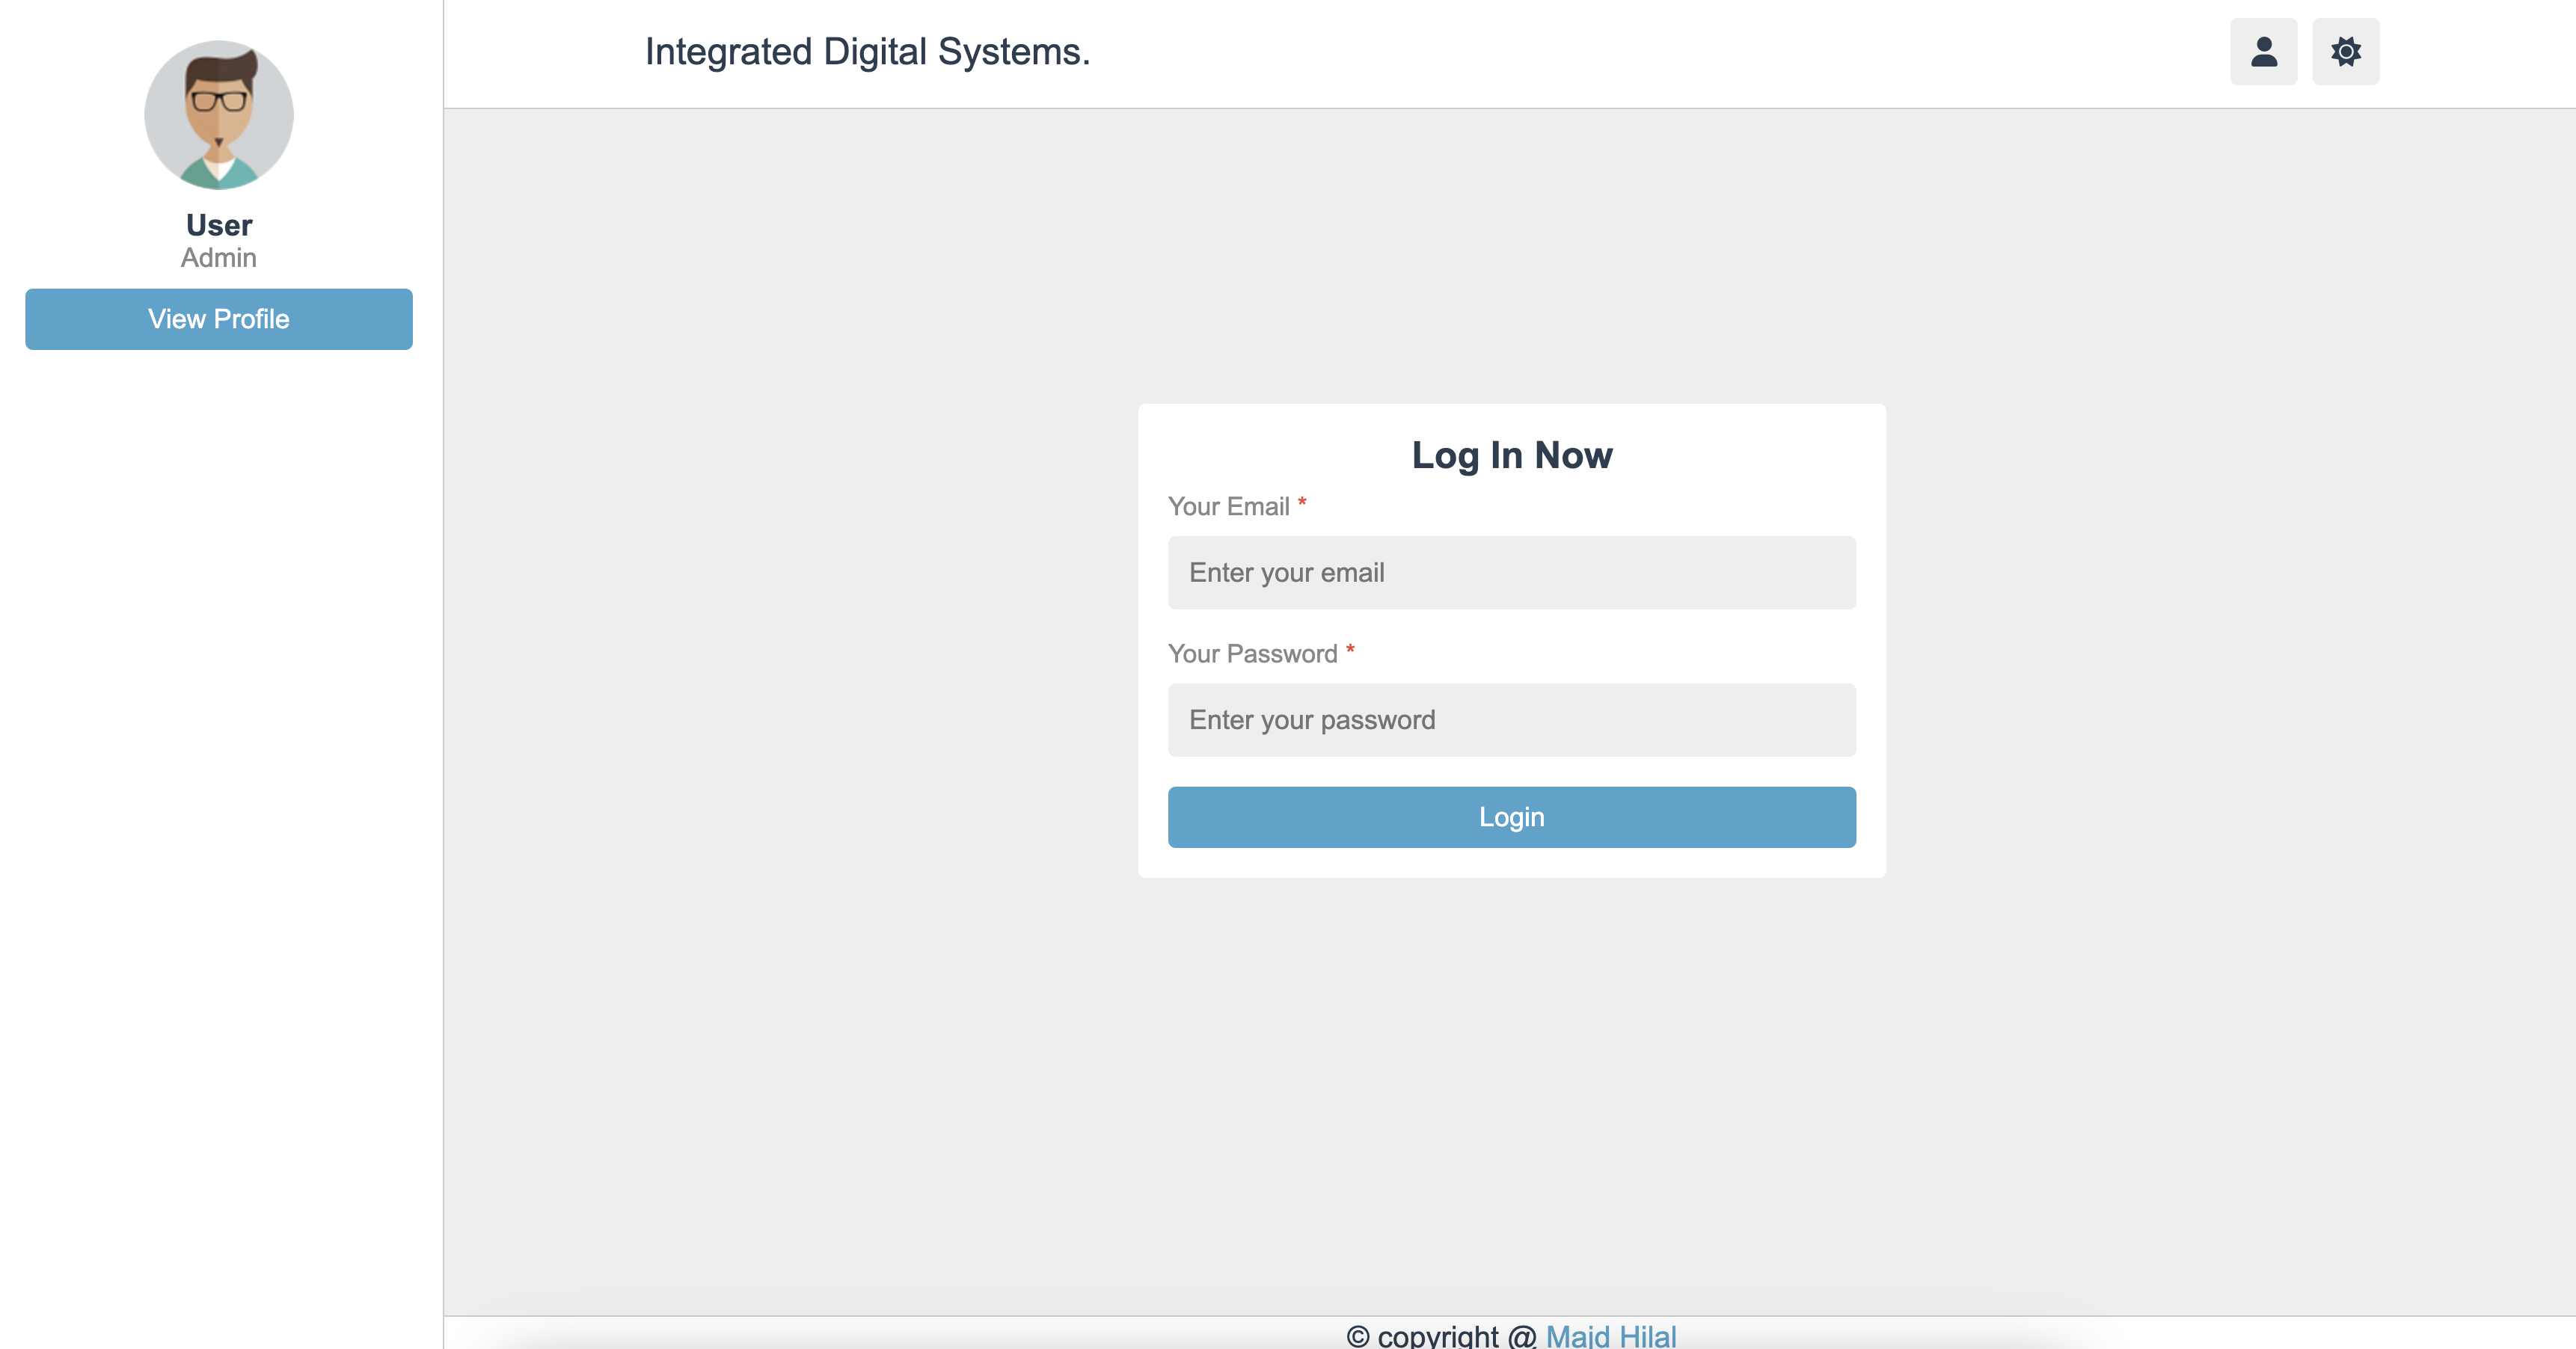 Integrated Digital Systems.
User
Admin
View Profile
Log In Now
Your Email *
Enter your email
Your Password *
Enter your password
Login
© copyright @ Majd Hilal